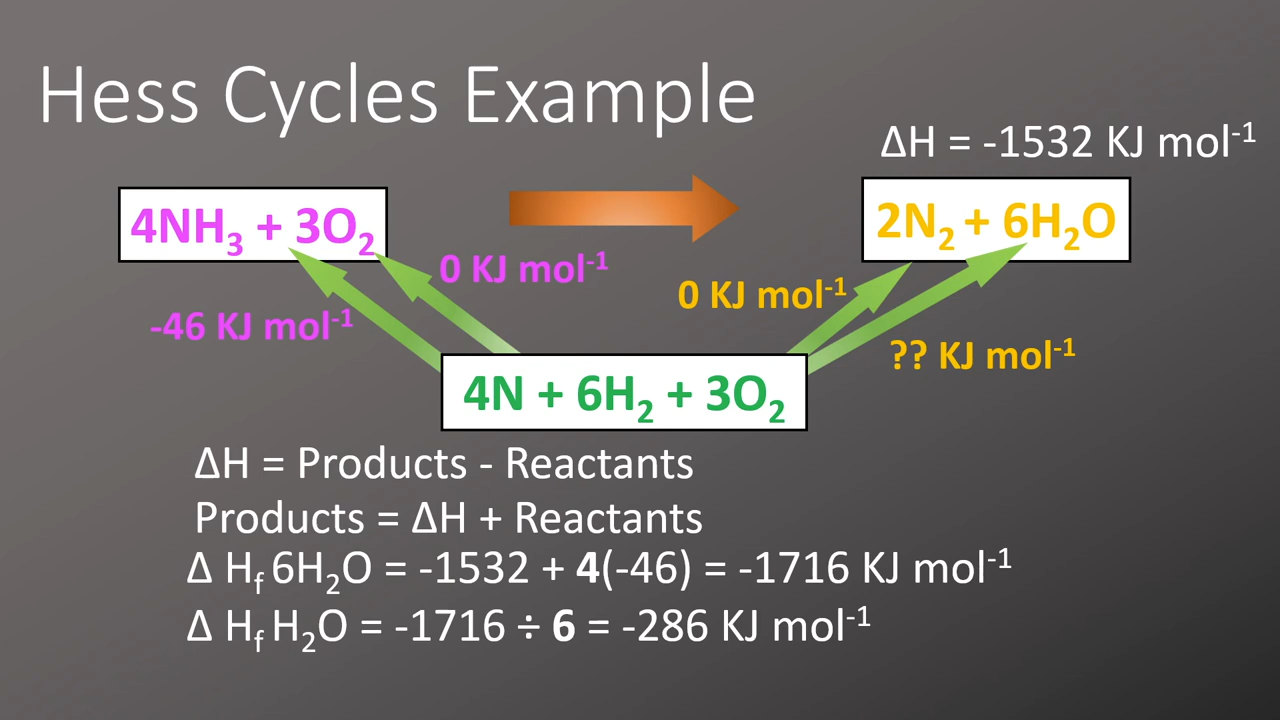 Hess Cycles Example
ΔH = -1532 KJ mol⁻¹
4NH₃ + 3O₂
2N₂ + 6H₂O
0 KJ mol⁻¹
0 KJ mol⁻¹
-46 KJ mol⁻¹
?? KJ mol⁻¹
4N + 6H₂ + 3O₂
ΔH = Products - Reactants
Products = ΔH + Reactants
Δ H_f 6H₂O = -1532 + 4(-46) = -1716 KJ mol⁻¹
Δ H_f H₂O = -1716 ÷ 6 = -286 KJ mol⁻¹